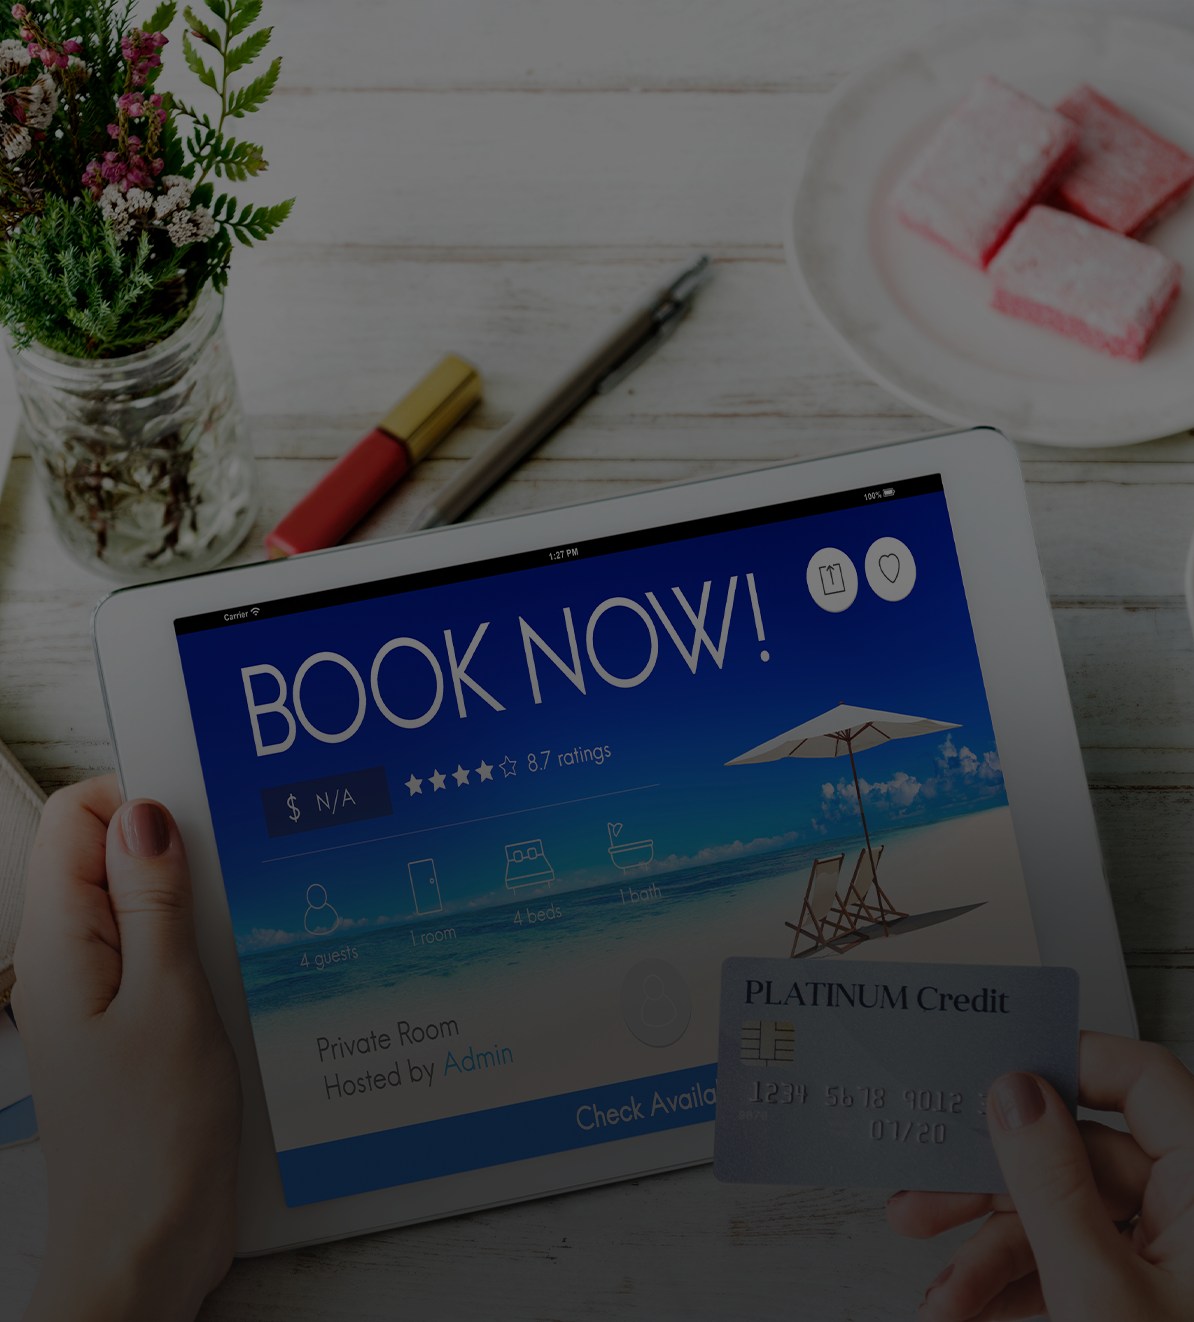 Carrier
1:27 PM
100%
BOOK NOW!
$ N/A
8.7 ratings
4 guests
1 room
4 beds
1 bath
Private Room
Hosted by Admin
Check
PLATINUM Credit
1234 5678 9012
07/20